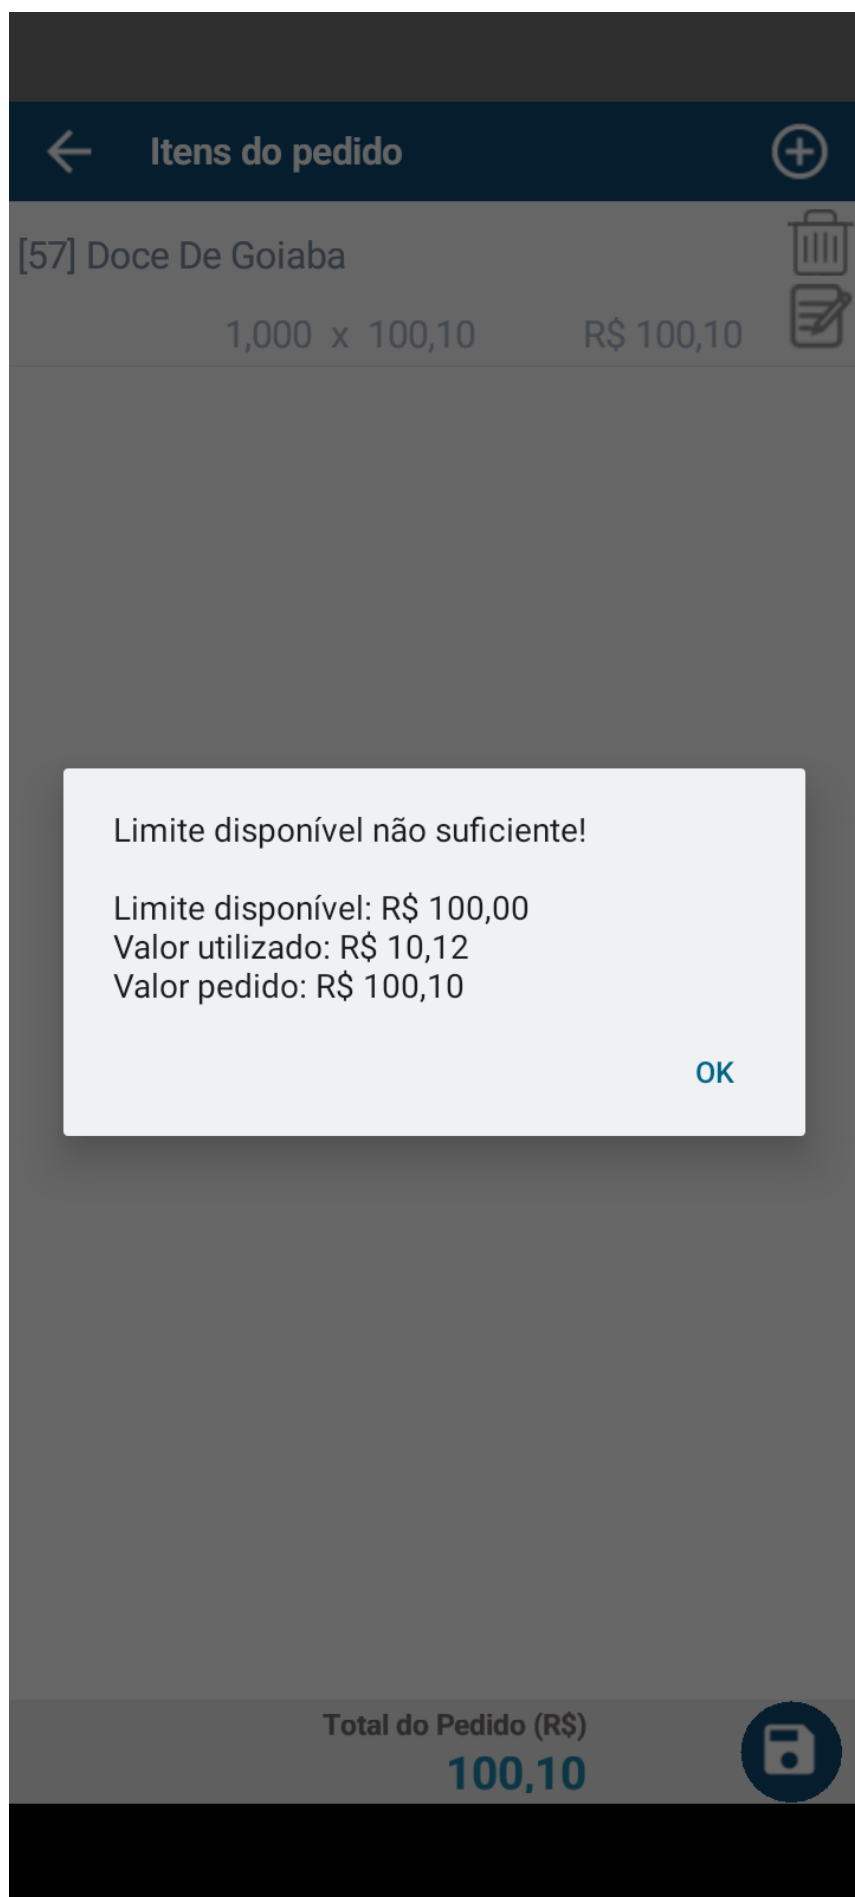 Itens do pedido
[57] Doce De Goiaba
1,000 x 100,10 R$ 100,10
Limite disponível não suficiente!
Limite disponível: R$ 100,00
Valor utilizado: R$ 10,12
Valor pedido: R$ 100,10
OK
Total do Pedido (R$)
100,10